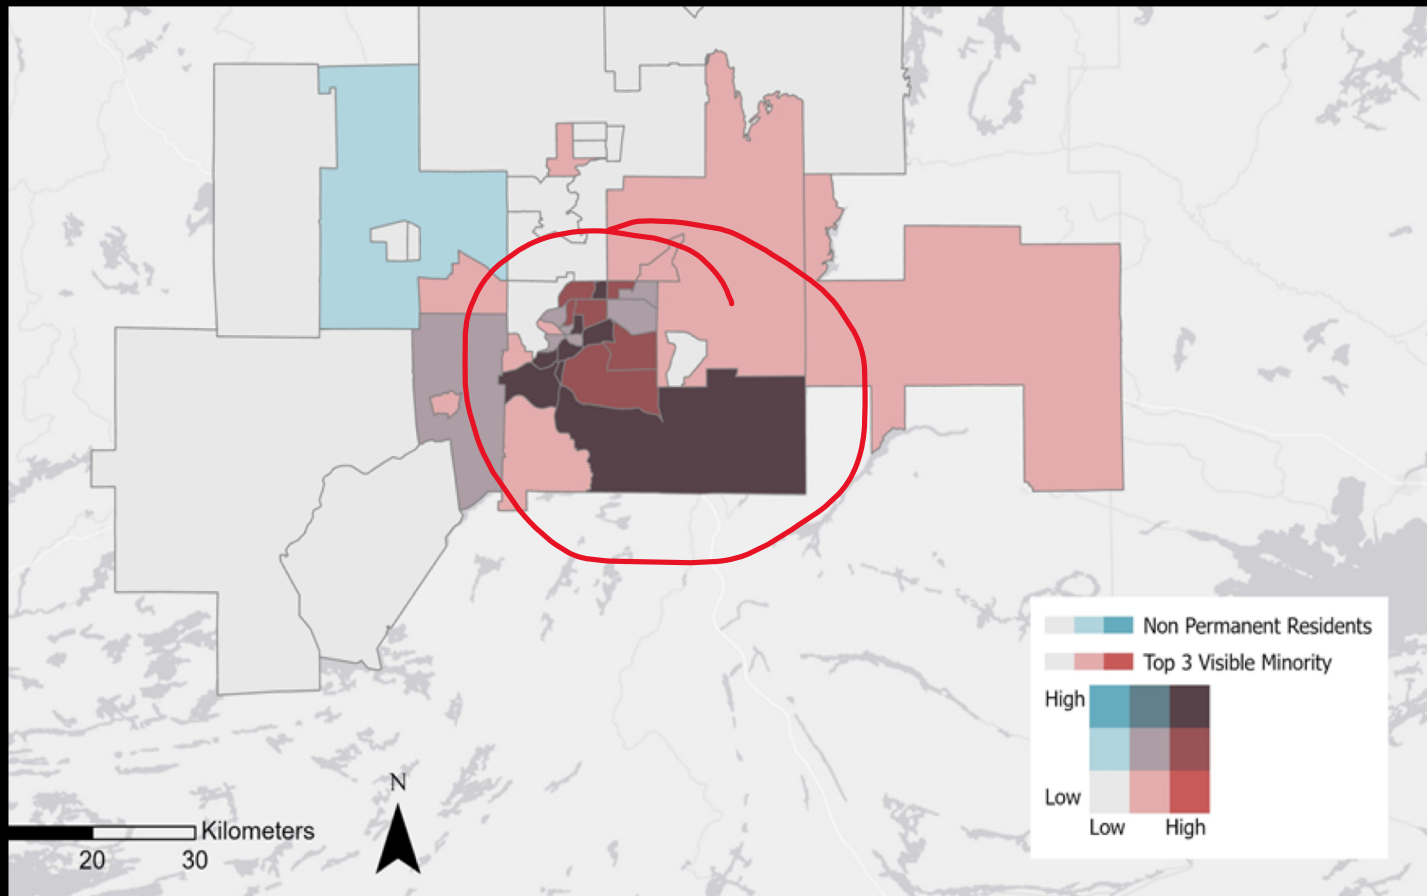 Non Permanent Residents
Top 3 Visible Minority
High
Low
Low High
N
Kilometers
20 30